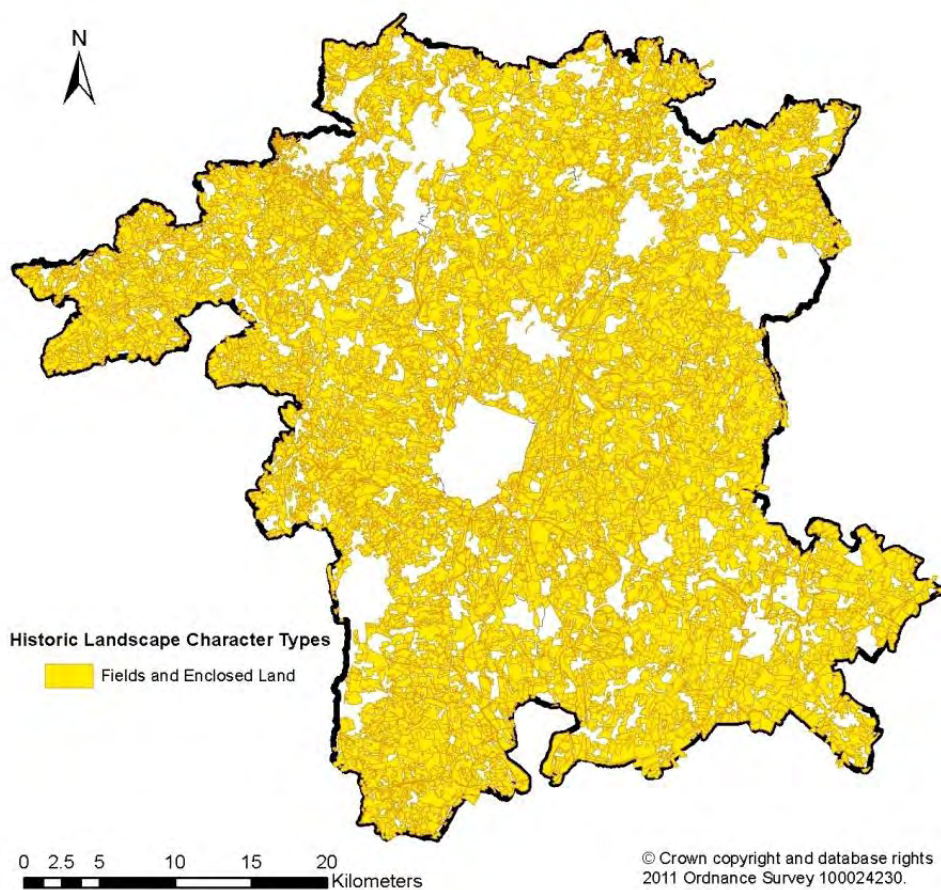 N
Historic Landscape Character Types
Fields and Enclosed Land
0 2.5 5 10 15 20
Kilometers
© Crown copyright and database rights
2011 Ordnance Survey 100024230.